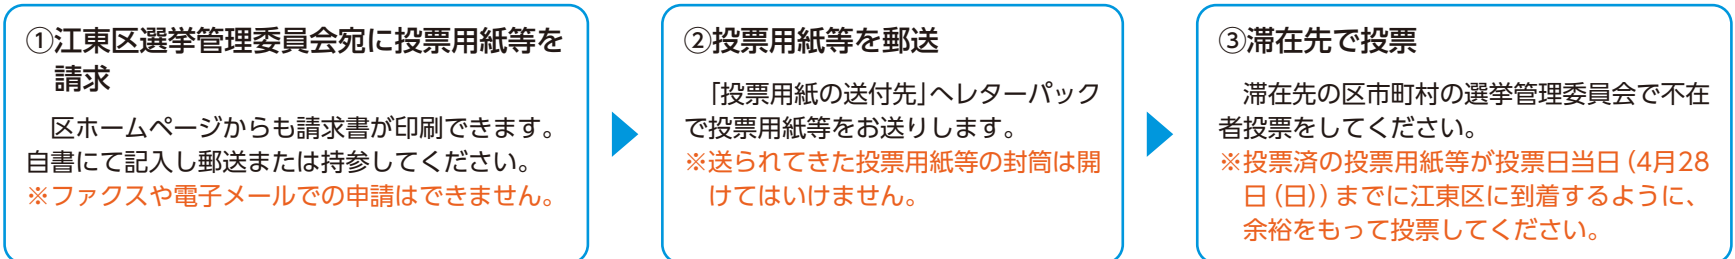 ①江東区選挙管理委員会宛に投票用紙等を
請求
区ホームページからも請求書が印刷できます。
自書にて記入し郵送または持参してください。
※ファクスや電子メールでの申請はできません。
②投票用紙等を郵送
「投票用紙の送付先」へレターパック
で投票用紙等をお送りします。
※送られてきた投票用紙等の封筒は開
けてはいけません。
③滞在先で投票
滞在先の区市町村の選挙管理委員会で不在
者投票をしてください。
※投票済の投票用紙等が投票日当日（4月28
日（日））までに江東区に到着するように、
余裕をもって投票してください。